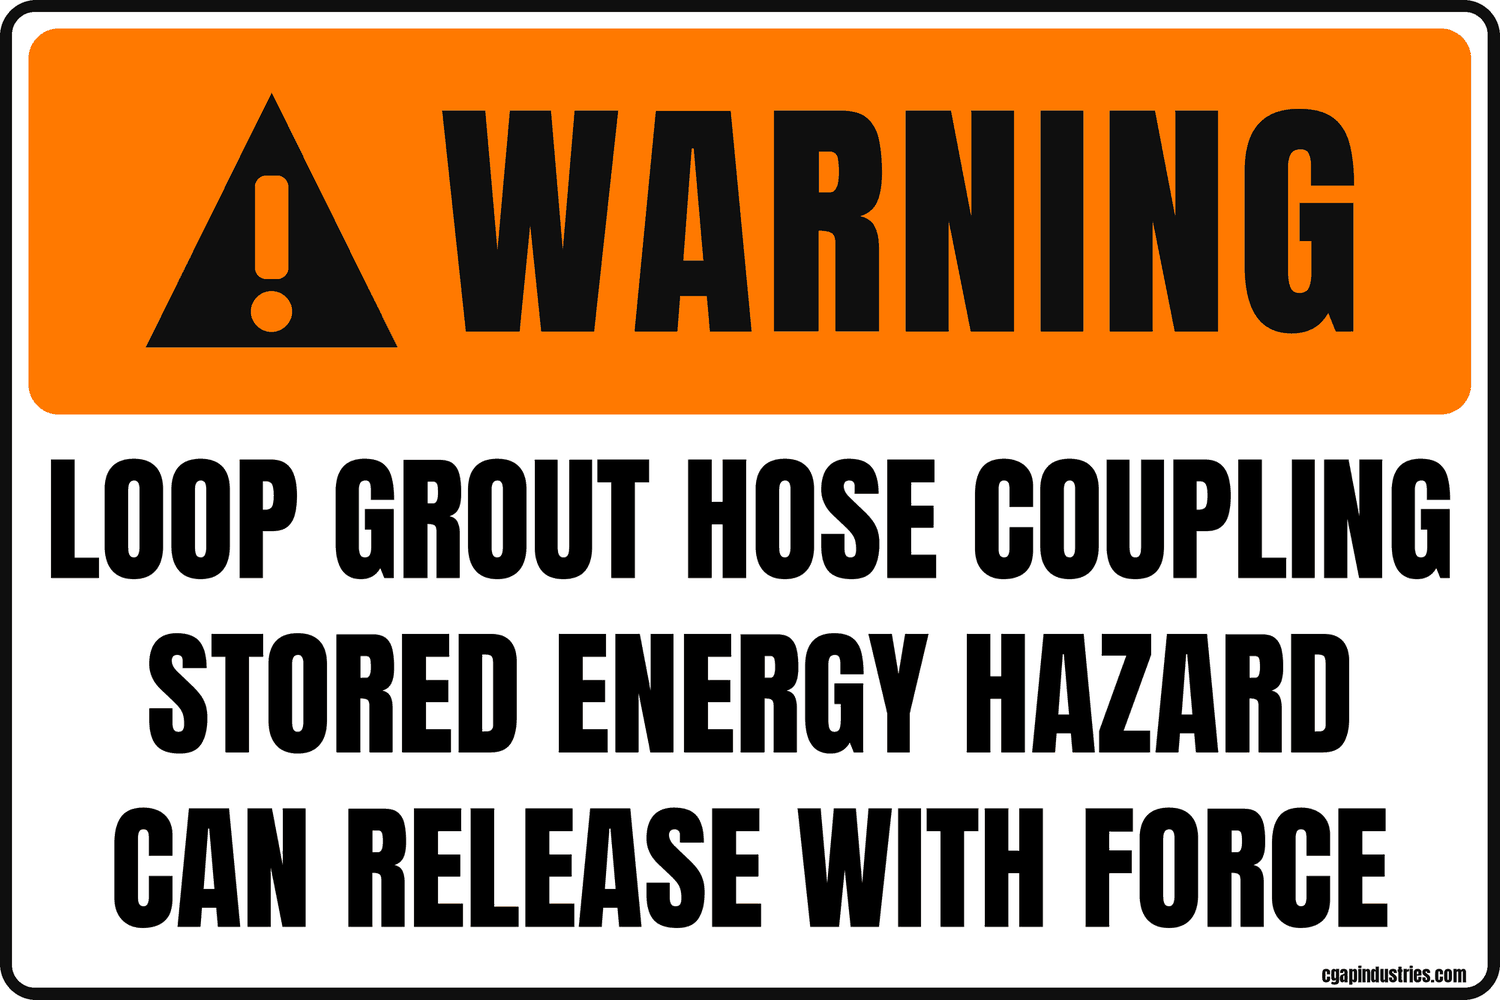 WARNING
LOOP GROUT HOSE COUPLING
STORED ENERGY HAZARD
CAN RELEASE WITH FORCE
cgapindustries.com